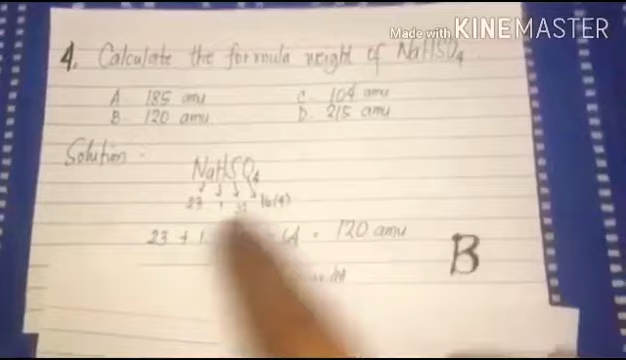 Made with KINEMASTER
4. Calculate the formula weight of NaHSO4.
A. 185 amu C. 104 amu
B. 120 amu D. 215 amu
Solution -
NaHSO4
23 1 32 16(4)
23 + 1 64 = 120 amu
B